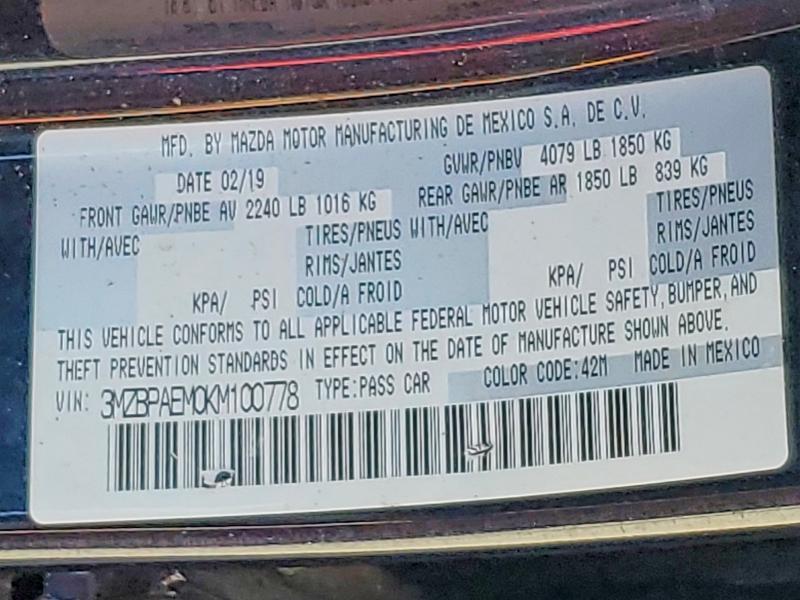 MFD. BY MAZDA MOTOR MANUFACTURING DE MEXICO S.A. DE C.V.
DATE 02/19 GVWR/PNBV 4079 LB 1850 KG
FRONT GAWR/PNBE AV 2240 LB 1016 KG REAR GAWR/PNBE AR 1850 LB 839 KG
WITH/AVEC TIRES/PNEUS WITH/AVEC TIRES/PNEUS
RIMS/JANTES RIMS/JANTES
KPA/ PSI COLD/A FROID KPA/ PSI COLD/A FROID
THIS VEHICLE CONFORMS TO ALL APPLICABLE FEDERAL MOTOR VEHICLE SAFETY, BUMPER, AND
THEFT PREVENTION STANDARDS IN EFFECT ON THE DATE OF MANUFACTURE SHOWN ABOVE.
VIN: 3MZBPAEM0KM100778 TYPE:PASS CAR COLOR CODE:42M MADE IN MEXICO